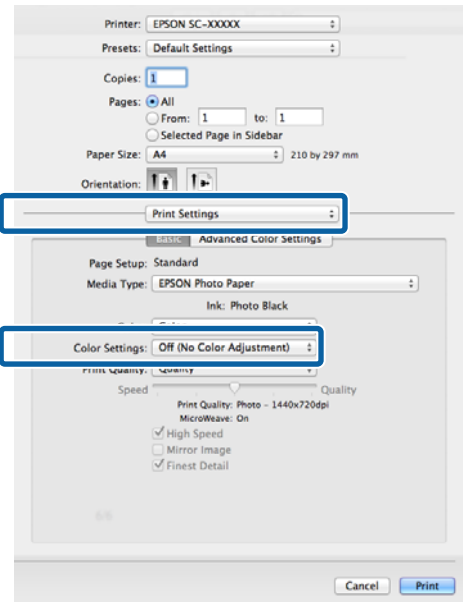 Printer: EPSON SC-XXXXX
Presets: Default Settings
Copies: 1
Pages: All
From: 1 to: 1
Selected Page in Sidebar
Paper Size: A4 210 by 297 mm
Orientation:
Print Settings
Basic Advanced Color Settings
Page Setup: Standard
Media Type: EPSON Photo Paper
Ink: Photo Black
Color Settings: Off (No Color Adjustment)
Print Quality: Quality
Speed Quality
Print Quality: Photo - 1440x720dpi
MicroWeave: On
High Speed
Mirror Image
Finest Detail
Cancel Print